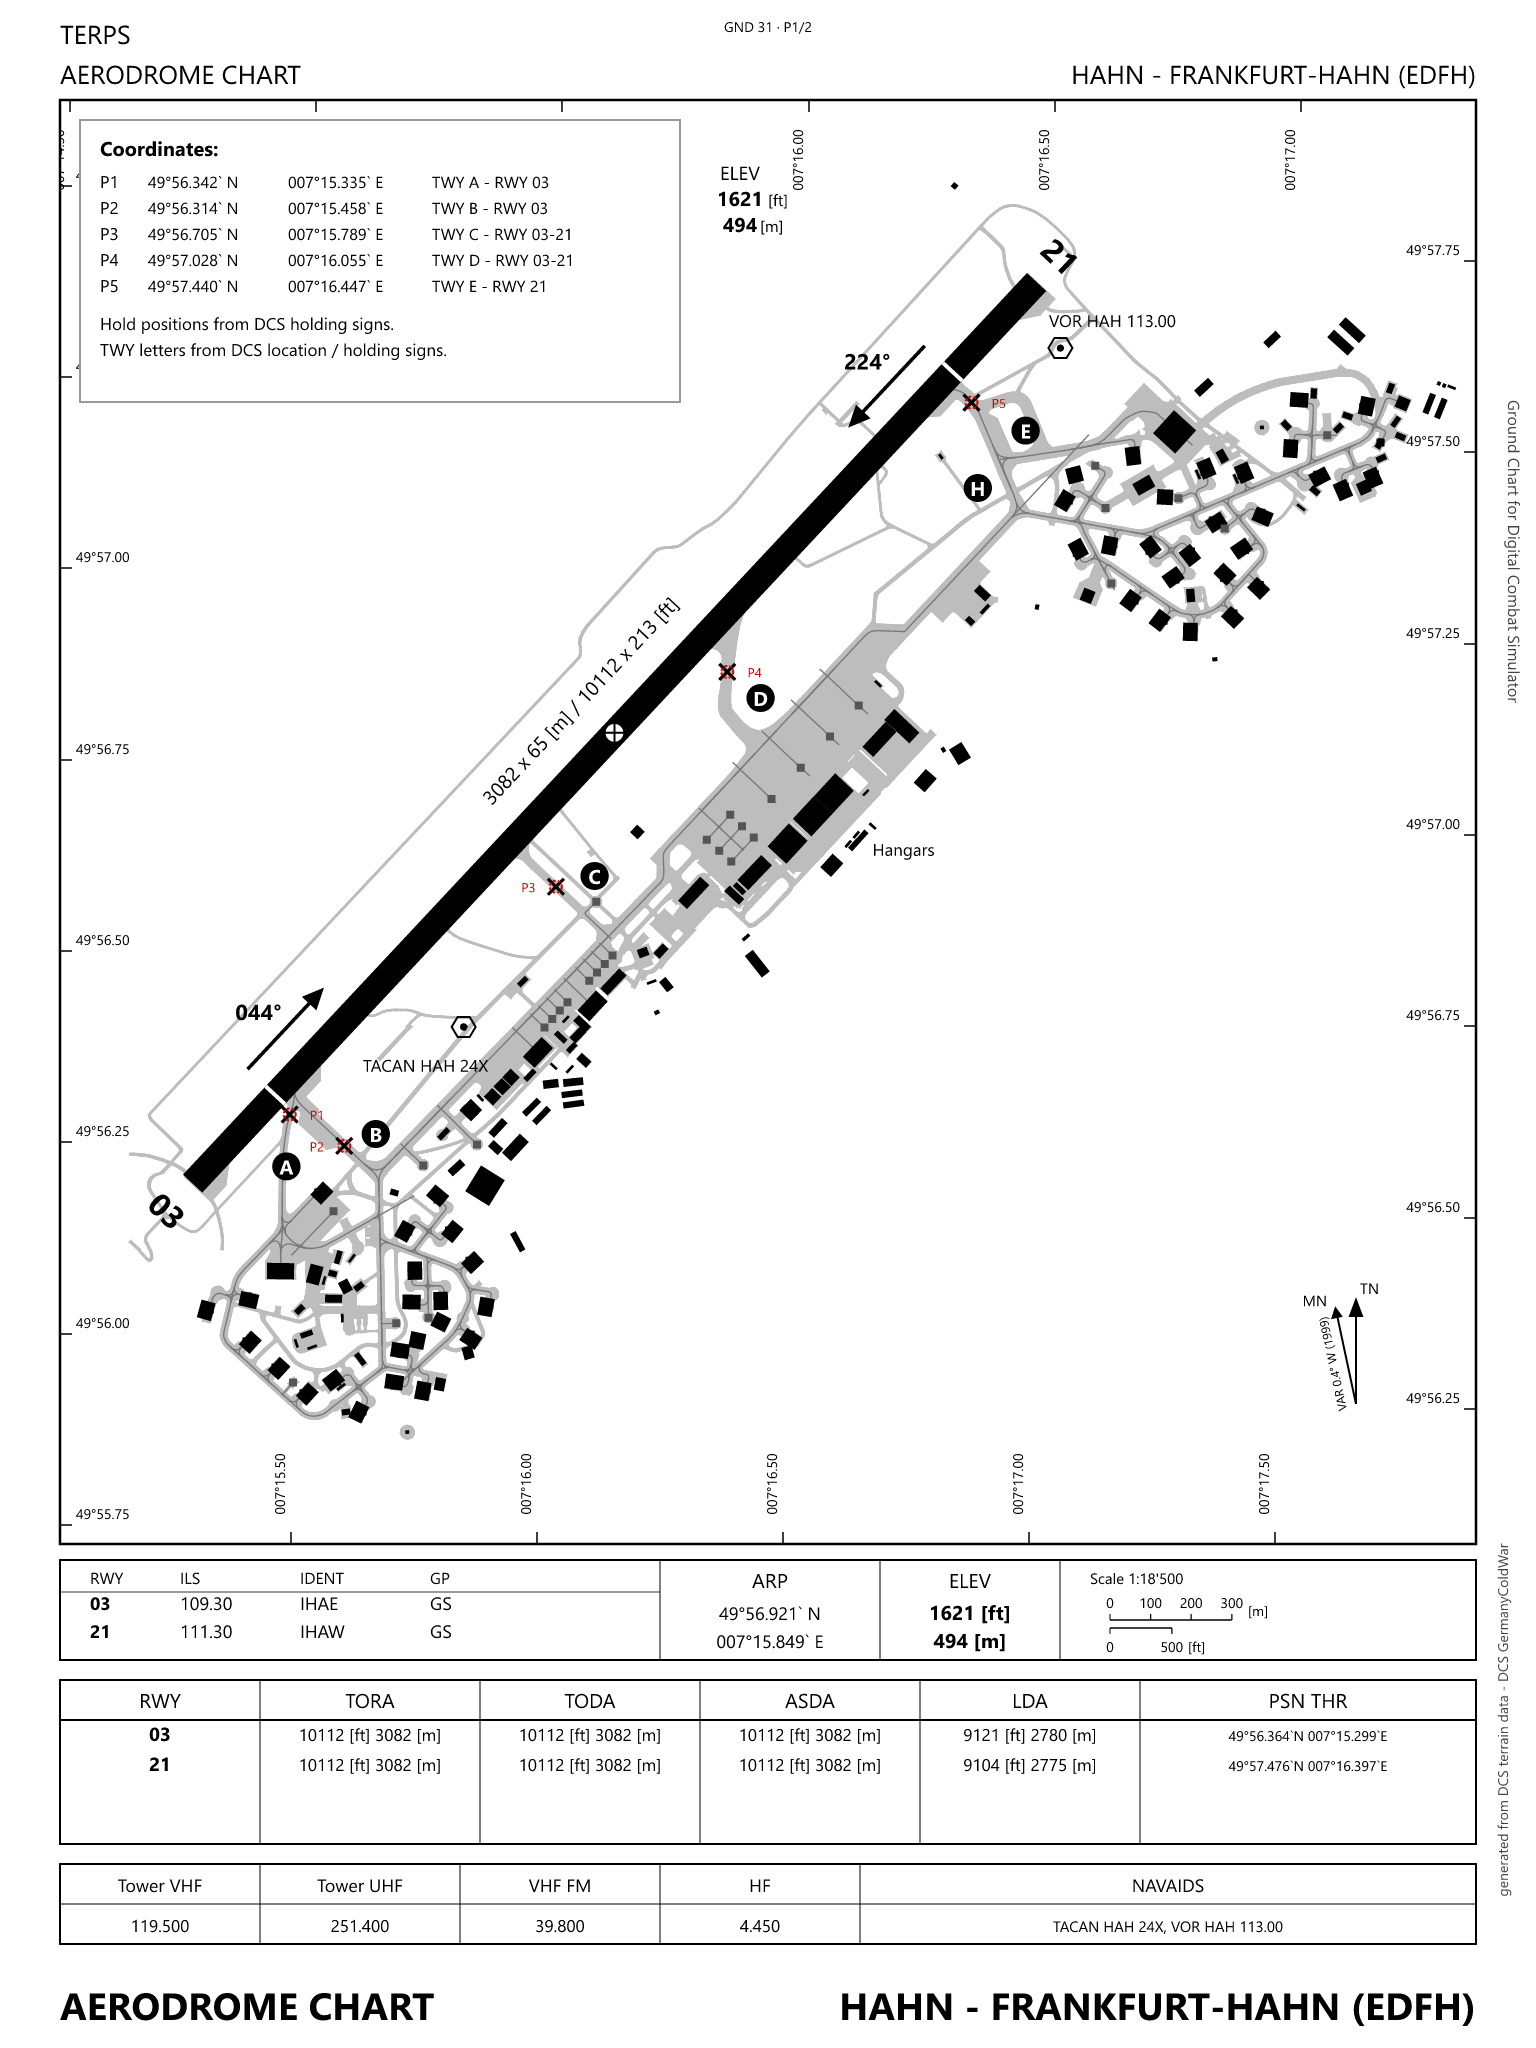 GND 31 · P1/2
TERPS
AERODROME CHART
HAHN - FRANKFURT-HAHN (EDFH)
Coordinates:
P1 49°56.342` N 007°15.335` E TWY A - RWY 03
P2 49°56.314` N 007°15.458` E TWY B - RWY 03
P3 49°56.705` N 007°15.789` E TWY C - RWY 03-21
P4 49°57.028` N 007°16.055` E TWY D - RWY 03-21
P5 49°57.440` N 007°16.447` E TWY E - RWY 21
Hold positions from DCS holding signs.
TWY letters from DCS location / holding signs.
ELEV
1621 [ft]
494 [m]
007°16.00
007°16.50
007°17.00
49°57.75
21
VOR HAH 113.00
224°
P5
E
49°57.50
H
49°57.00
49°57.25
3082 x 65 [m] / 10112 x 213 [ft]
P4
D
49°56.75
49°57.00
Hangars
C
P3
49°56.50
044°
49°56.75
TACAN HAH 24X
P1
P2
B
A
49°56.25
03
49°56.50
MN
TN
VAR 0.4° W (1999)
49°56.00
49°56.25
007°15.50
007°16.00
007°16.50
007°17.00
007°17.50
49°55.75
Ground Chart for Digital Combat Simulator
generated from DCS terrain data - DCS GermanyColdWar
RWY ILS IDENT GP
03 109.30 IHAE GS
21 111.30 IHAW GS
ARP
49°56.921` N
007°15.849` E
ELEV
1621 [ft]
494 [m]
Scale 1:18'500
0 100 200 300 [m]
0 500 [ft]
RWY TORA TODA ASDA LDA PSN THR
03 10112 [ft] 3082 [m] 10112 [ft] 3082 [m] 10112 [ft] 3082 [m] 9121 [ft] 2780 [m] 49°56.364`N 007°15.299`E
21 10112 [ft] 3082 [m] 10112 [ft] 3082 [m] 10112 [ft] 3082 [m] 9104 [ft] 2775 [m] 49°57.476`N 007°16.397`E
Tower VHF Tower UHF VHF FM HF NAVAIDS
119.500 251.400 39.800 4.450 TACAN HAH 24X, VOR HAH 113.00
AERODROME CHART
HAHN - FRANKFURT-HAHN (EDFH)